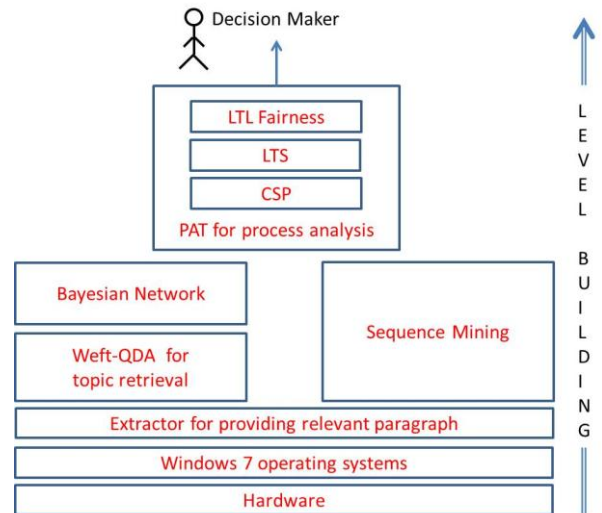 Decision Maker
LTL Fairness
LTS
CSP
PAT for process analysis
Bayesian Network
Weft-QDA for
topic retrieval
Sequence Mining
Extractor for providing relevant paragraph
Windows 7 operating systems
Hardware
L
E
V
E
L
B
U
I
L
D
I
N
G